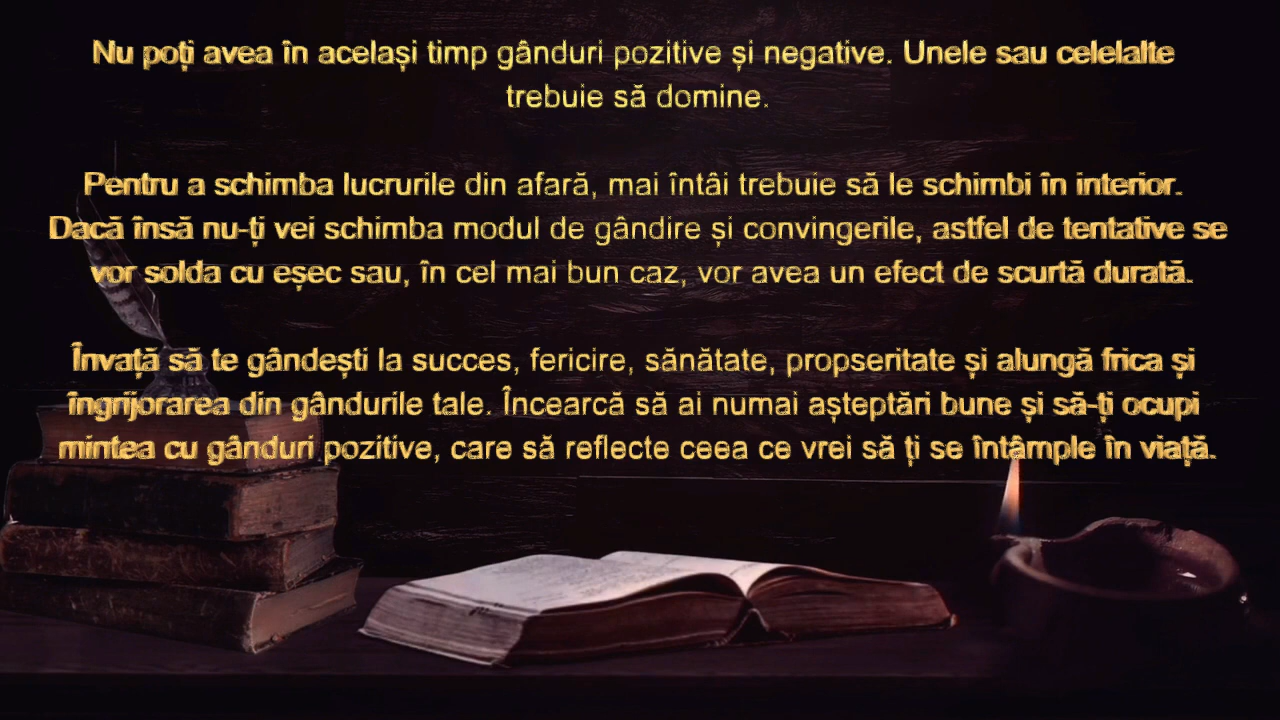 Nu poți avea în același timp gânduri pozitive și negative. Unele sau celelalte
trebuie să domine.
Pentru a schimba lucrurile din afară, mai întâi trebuie să le schimbi în interior.
Dacă însă nu-ți vei schimba modul de gândire și convingerile, astfel de tentative se
vor solda cu eșec sau, în cel mai bun caz, vor avea un efect de scurtă durată.
Învață să te gândești la succes, fericire, sănătate, propseritate și alungă frica și
îngrijorarea din gândurile tale. Încearcă să ai numai așteptări bune și să-ți ocupi
mintea cu gânduri pozitive, care să reflecte ceea ce vrei să ți se întâmple în viață.